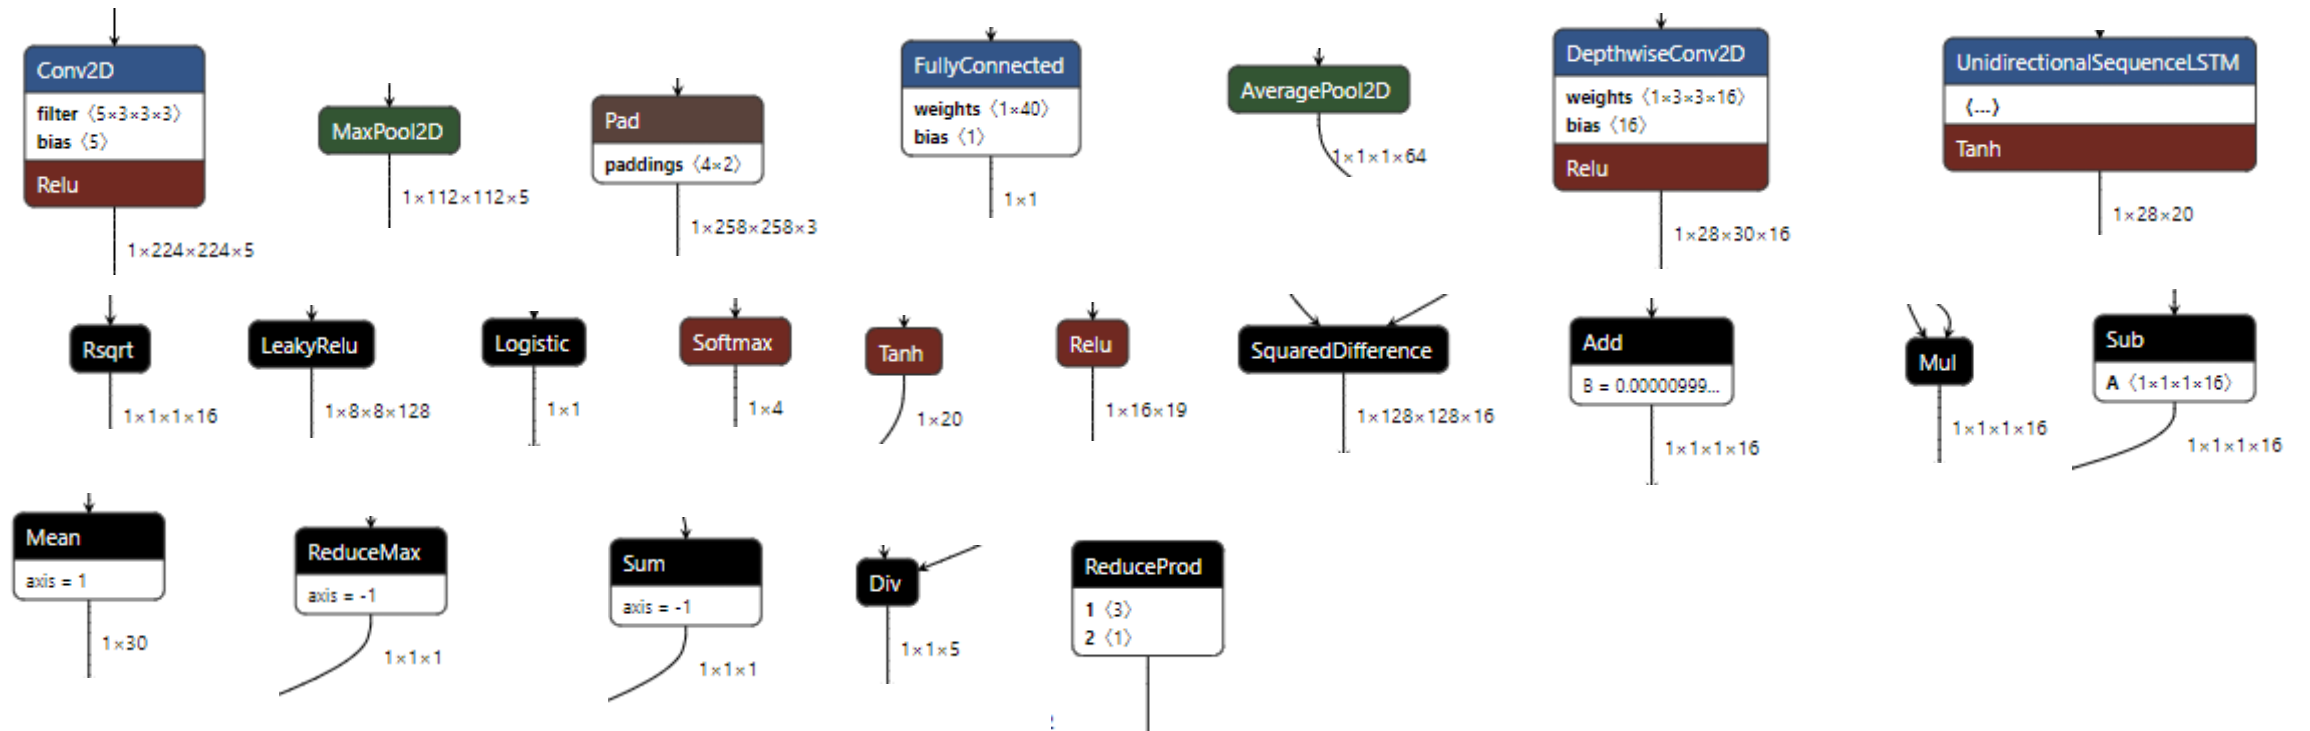 Conv2D
filter 〈5×3×3×3〉
bias 〈5〉
Relu
1×224×224×5
MaxPool2D
1×112×112×5
Pad
paddings 〈4×2〉
1×258×258×3
FullyConnected
weights 〈1×40〉
bias 〈1〉
1×1
AveragePool2D
1×1×1×64
DepthwiseConv2D
weights 〈1×3×3×16〉
bias 〈16〉
Relu
1×28×30×16
UnidirectionalSequenceLSTM
〈...〉
Tanh
1×28×20
Rsqrt
1×1×1×16
LeakyRelu
1×8×8×128
Logistic
1×1
Softmax
1×4
Tanh
1×20
Relu
1×16×19
SquaredDifference
1×128×128×16
Add
B = 0.00000999...
1×1×1×16
Mul
1×1×1×16
Sub
A 〈1×1×1×16〉
1×1×1×16
Mean
axis = 1
1×30
ReduceMax
axis = -1
1×1×1
Sum
axis = -1
1×1×1
Div
1×1×5
ReduceProd
1 〈3〉
2 〈1〉